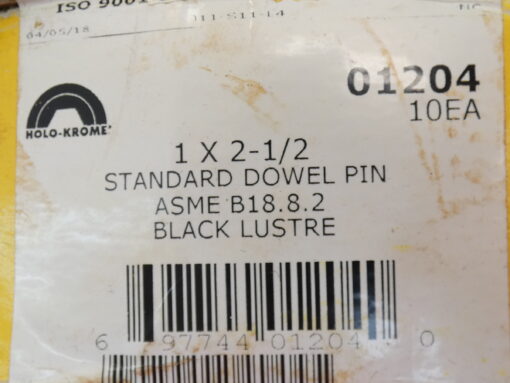 ISO 9001
NC
04/05/18
01204
10EA
HOLO-KROME®
1 X 2-1/2
STANDARD DOWEL PIN
ASME B18.8.2
BLACK LUSTRE
6 97744 01204 0